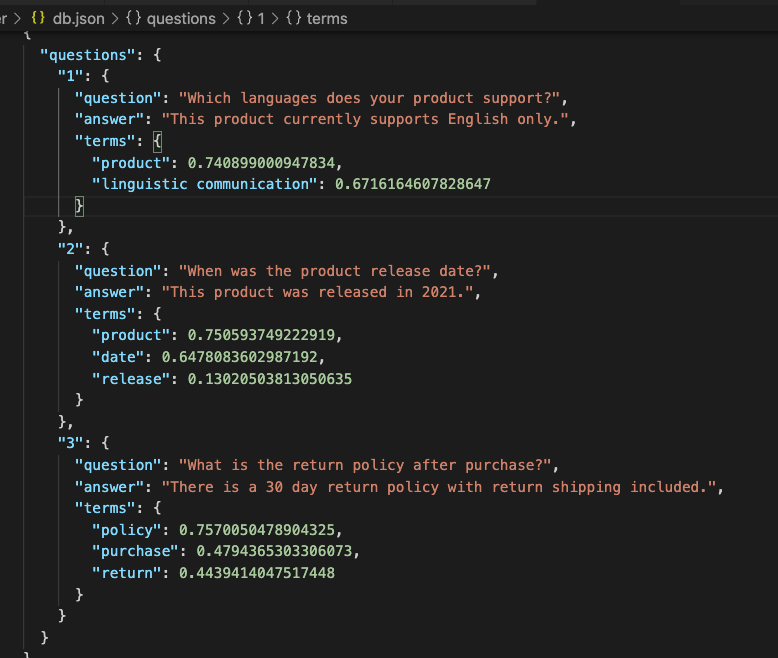 er > {} db.json > {} questions > {} 1 > {} terms
{
"questions": {
"1": {
"question": "Which languages does your product support?",
"answer": "This product currently supports English only.",
"terms": {
"product": 0.740899000947834,
"linguistic communication": 0.6716164607828647
}
},
"2": {
"question": "When was the product release date?",
"answer": "This product was released in 2021.",
"terms": {
"product": 0.750593749222919,
"date": 0.6478083602987192,
"release": 0.13020503813050635
}
},
"3": {
"question": "What is the return policy after purchase?",
"answer": "There is a 30 day return policy with return shipping included.",
"terms": {
"policy": 0.7570050478904325,
"purchase": 0.4794365303306073,
"return": 0.4439414047517448
}
}
}